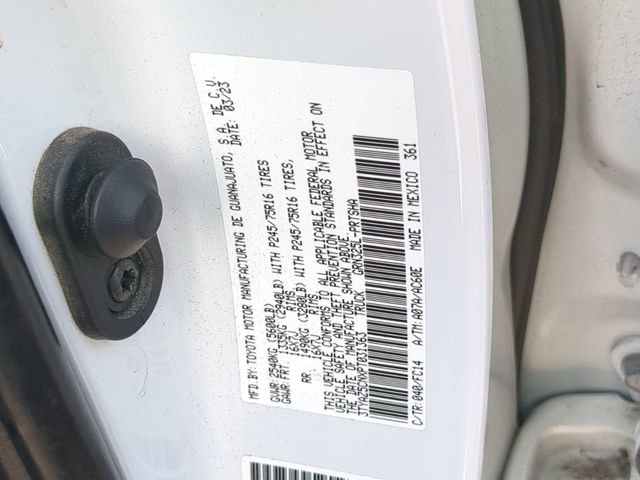 MFD.BY:TOYOTA MOTOR MANUFACTURING DE GUANAJUATO, S.A. DE C.V.
DATE: 03/23
GVWR: 2540KG (5600LB)
GAWR:FRT 1335KG (2940LB) WITH P245/75R16 TIRES
16x7J RIMS,
RR. 1490KG (3280LB) WITH P245/75R16 TIRES,
16x7J RIMS,
THIS VEHICLE CONFORMS TO ALL APPLICABLE FEDERAL MOTOR
VEHICLE SAFETY AND THEFT PREVENTION STANDARDS IN EFFECT ON
THE DATE OF MANUFACTURE SHOWN ABOVE.
TRUCK GRN325L-PRTSHA
C/TR:040/FC14 A/TM:A07A/AC60E MADE IN MEXICO 361